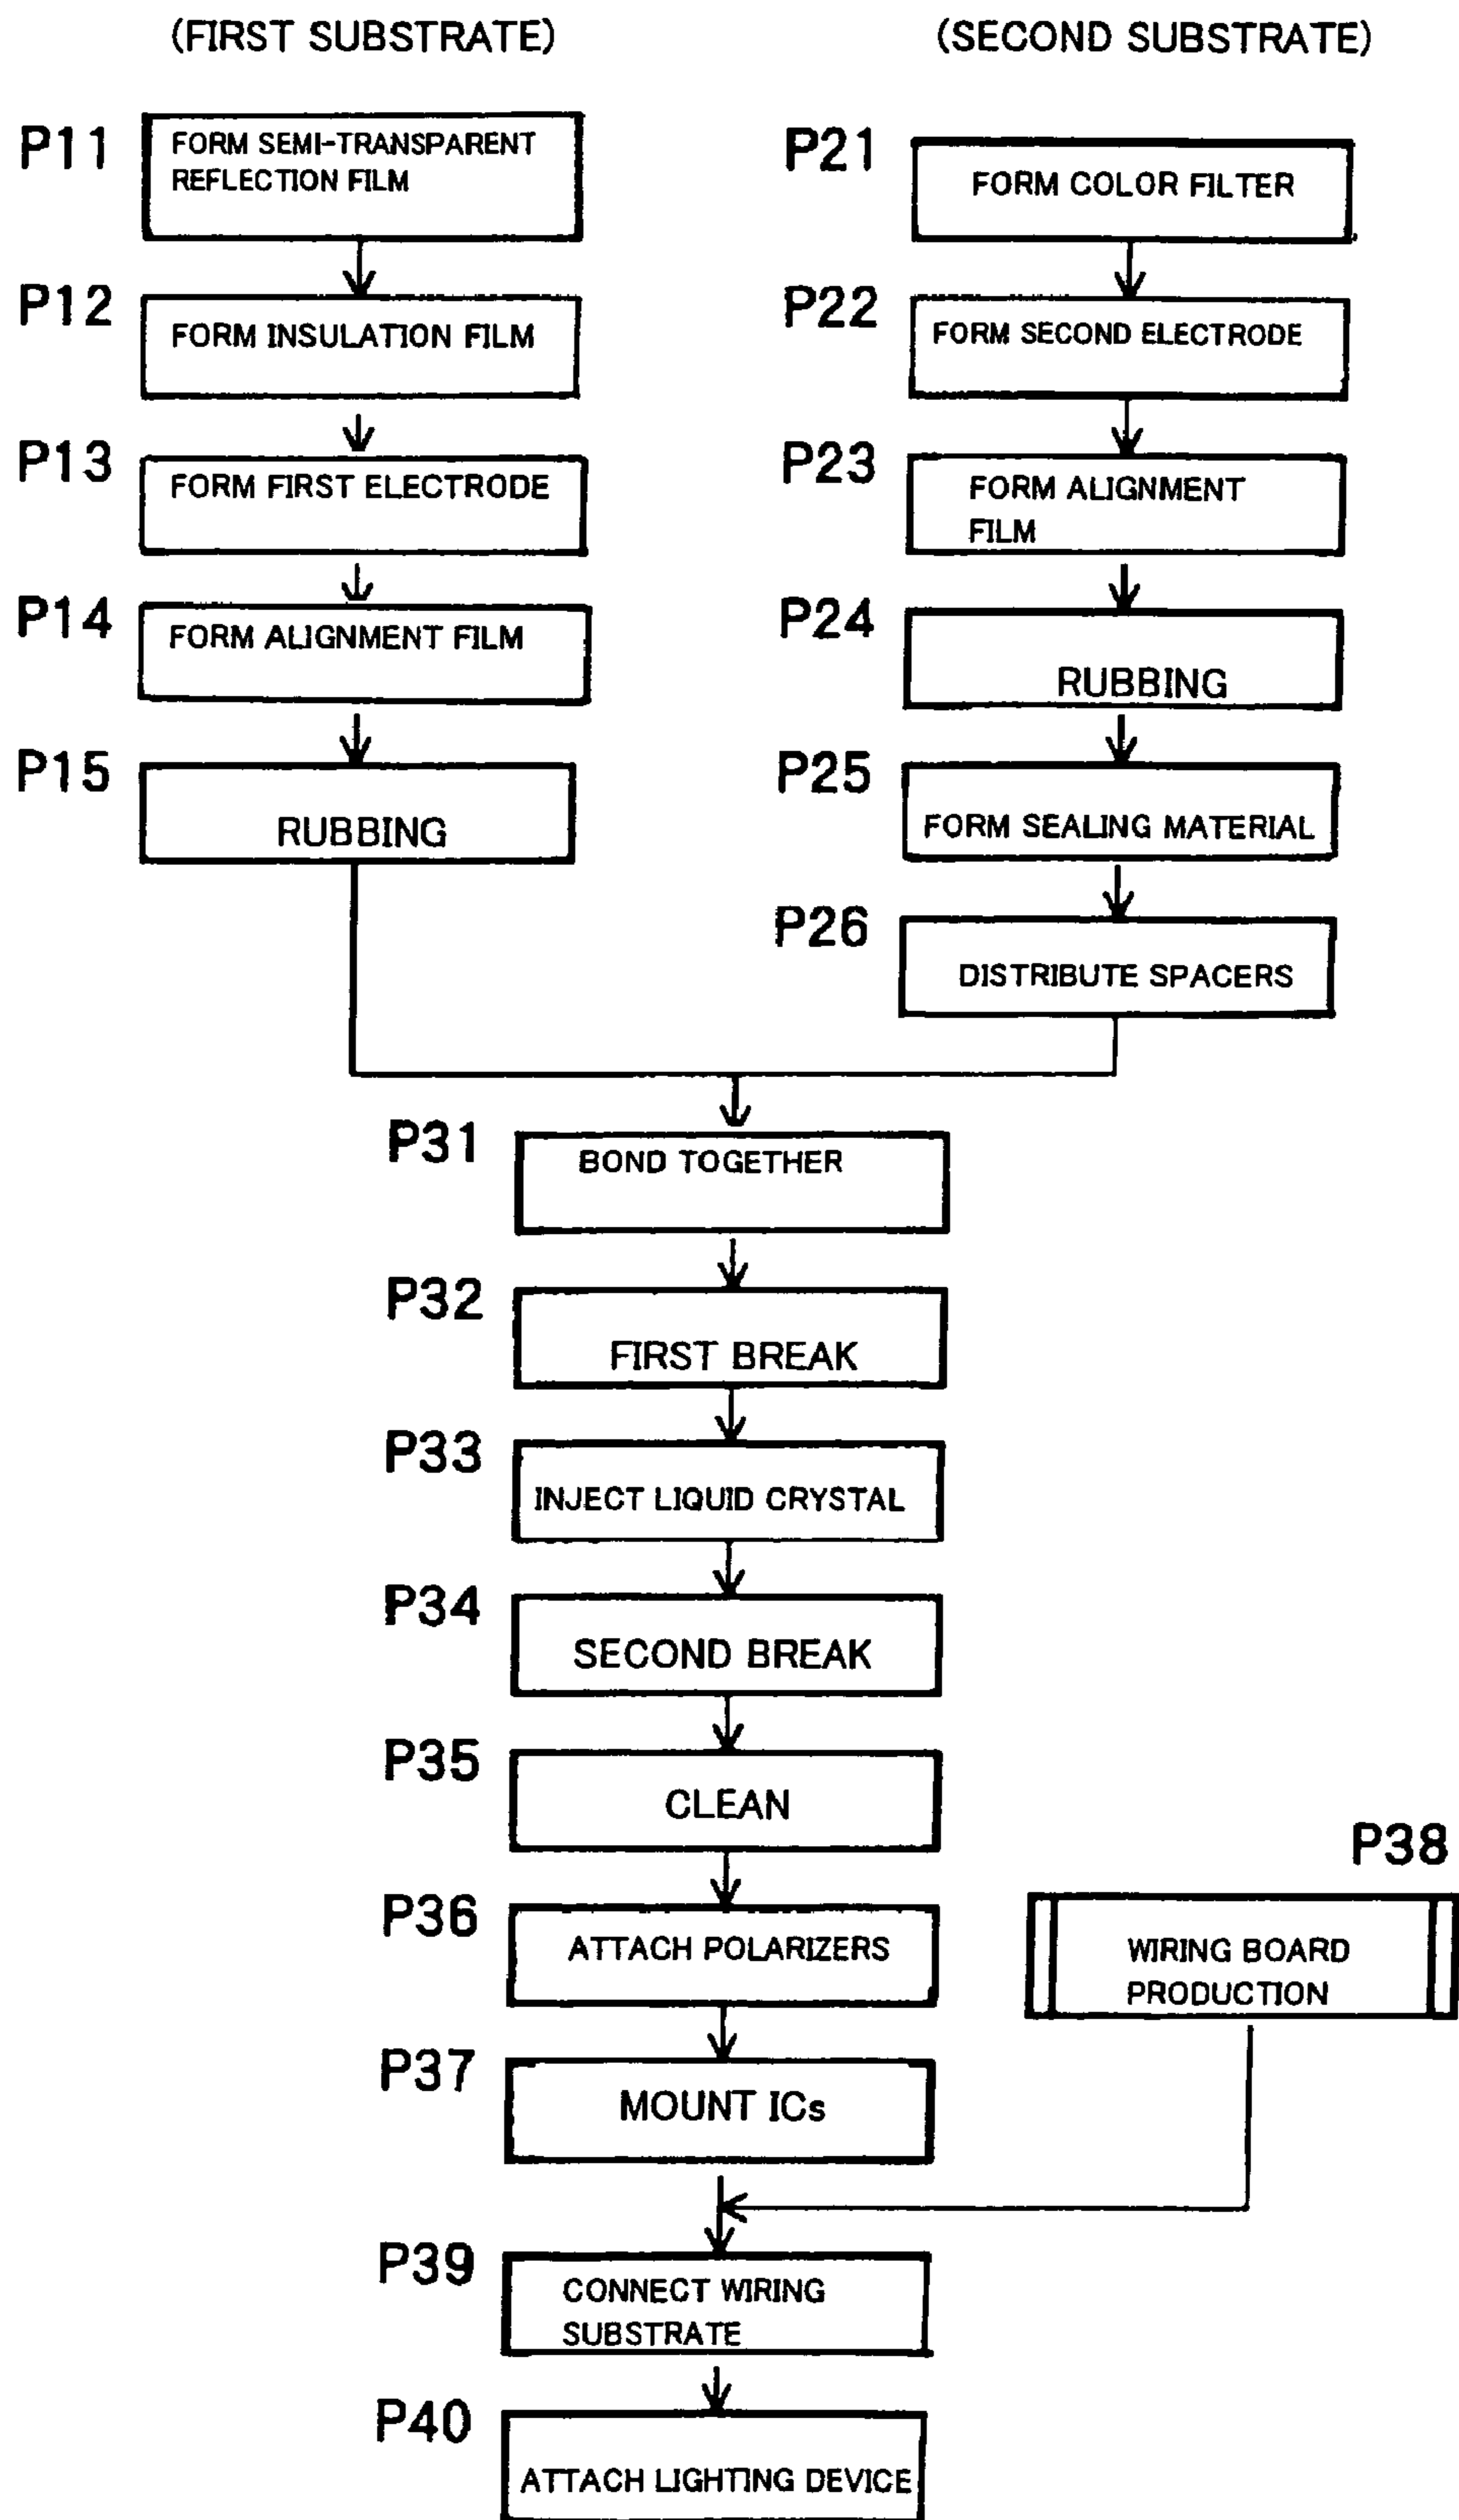 (FIRST SUBSTRATE)
P11
FORM SEMI-TRANSPARENT
REFLECTION FILM
P12
FORM INSULATION FILM
P13
FORM FIRST ELECTRODE
P14
FORM ALIGNMENT FILM
P15
RUBBING
(SECOND SUBSTRATE)
P21
FORM COLOR FILTER
P22
FORM SECOND ELECTRODE
P23
FORM ALIGNMENT
FILM
P24
RUBBING
P25
FORM SEALING MATERIAL
P26
DISTRIBUTE SPACERS
P31
BOND TOGETHER
P32
FIRST BREAK
P33
INJECT LIQUID CRYSTAL
P34
SECOND BREAK
P35
CLEAN
P36
ATTACH POLARIZERS
P37
MOUNT ICs
P38
WIRING BOARD
PRODUCTION
P39
CONNECT WIRING
SUBSTRATE
P40
ATTACH LIGHTING DEVICE